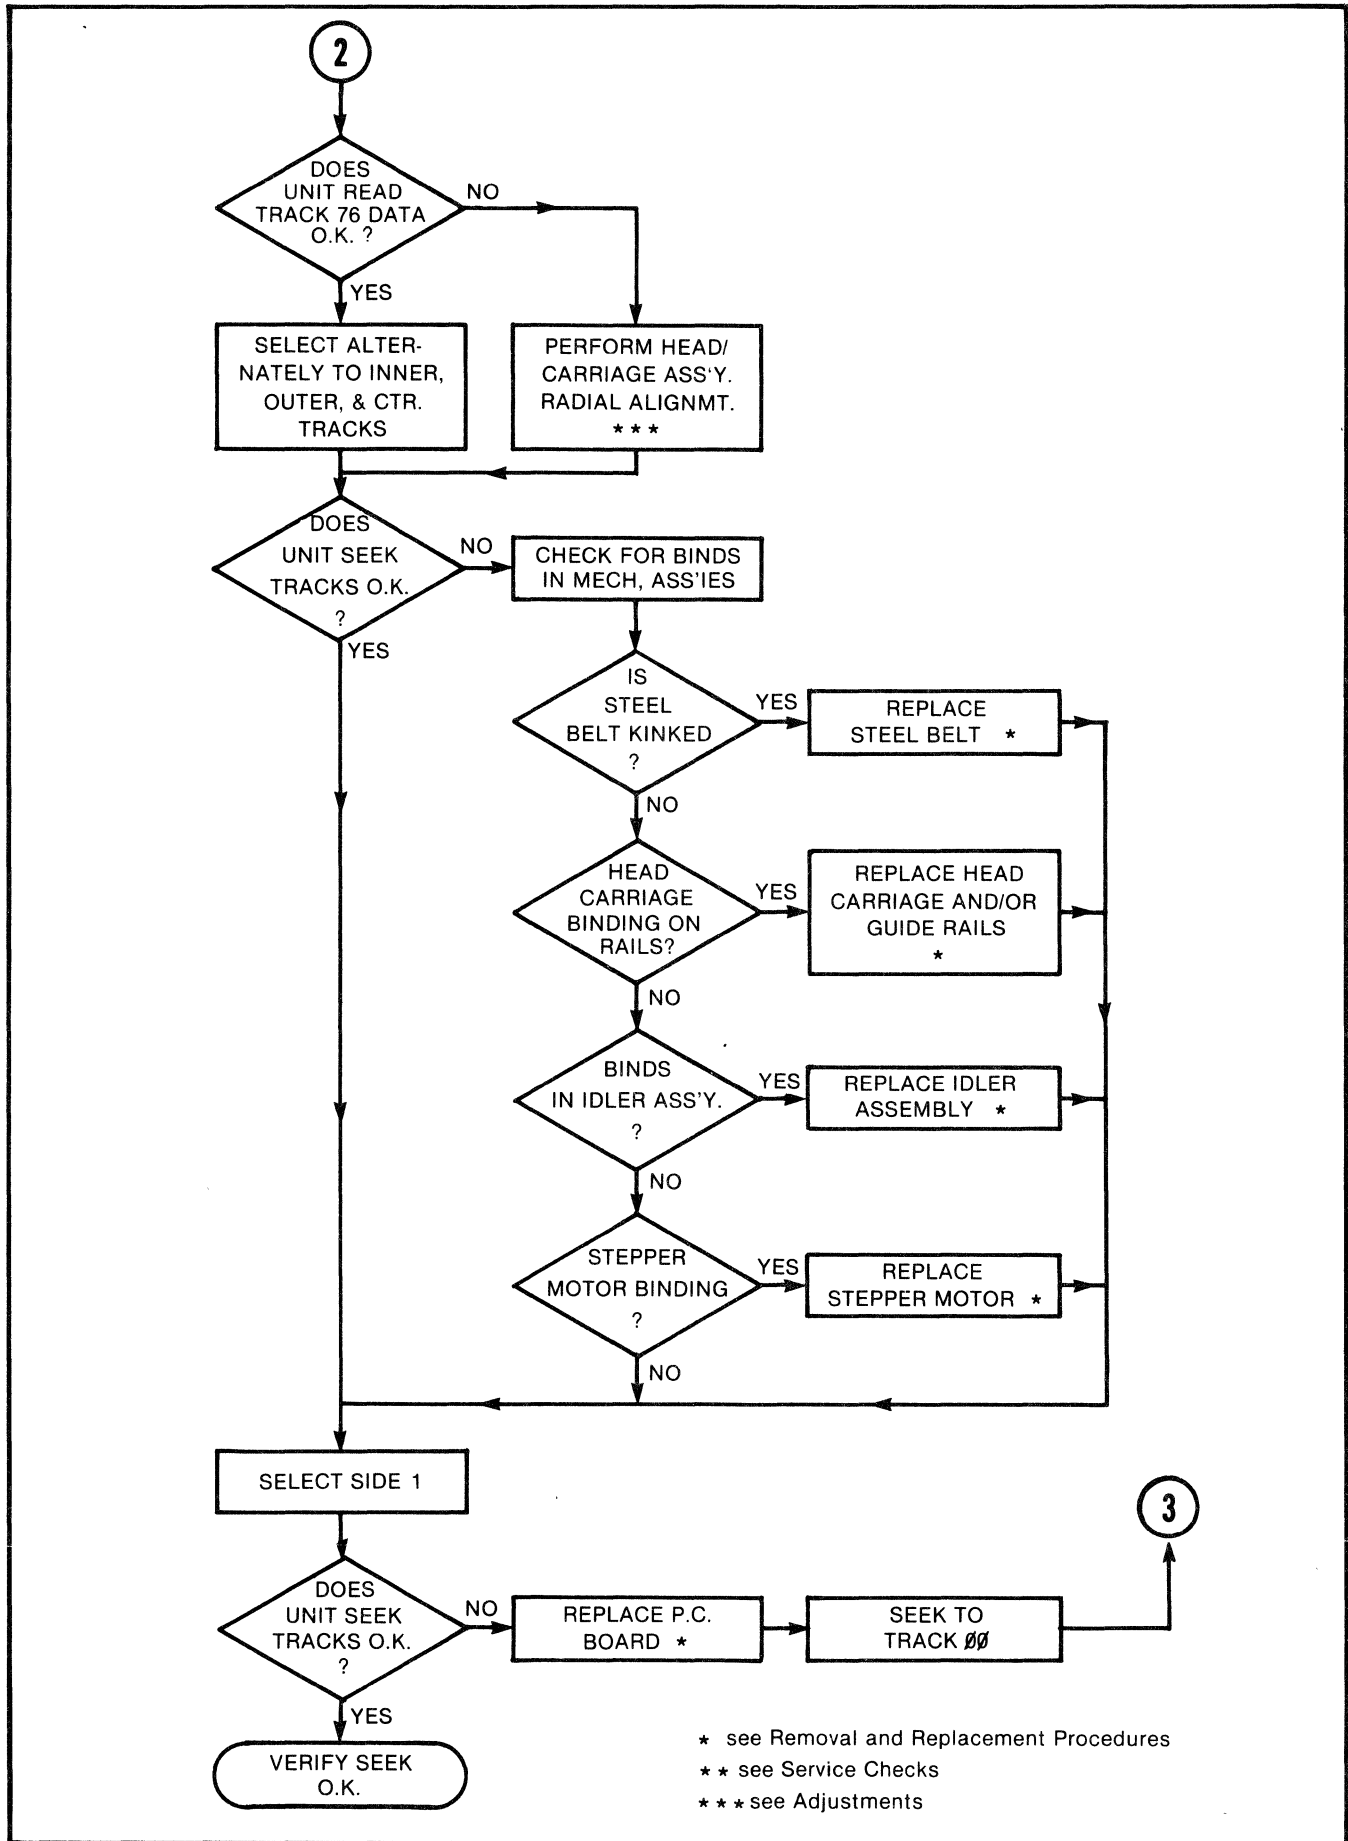 2
DOES
UNIT READ
TRACK 76 DATA
O.K. ?
NO
YES
SELECT ALTER-
NATELY TO INNER,
OUTER, & CTR.
TRACKS
PERFORM HEAD/
CARRIAGE ASS'Y.
RADIAL ALIGNMT.
* * *
DOES
UNIT SEEK
TRACKS O.K.
?
NO
YES
CHECK FOR BINDS
IN MECH, ASS'IES
IS
STEEL
BELT KINKED
?
YES
NO
REPLACE
STEEL BELT *
HEAD
CARRIAGE
BINDING ON
RAILS?
YES
NO
REPLACE HEAD
CARRIAGE AND/OR
GUIDE RAILS
*
BINDS
IN IDLER ASS'Y.
?
YES
NO
REPLACE IDLER
ASSEMBLY *
STEPPER
MOTOR BINDING
?
YES
NO
REPLACE
STEPPER MOTOR *
SELECT SIDE 1
DOES
UNIT SEEK
TRACKS O.K.
?
NO
YES
REPLACE P.C.
BOARD *
SEEK TO
TRACK ØØ
3
VERIFY SEEK
O.K.
* see Removal and Replacement Procedures
* * see Service Checks
* * * see Adjustments